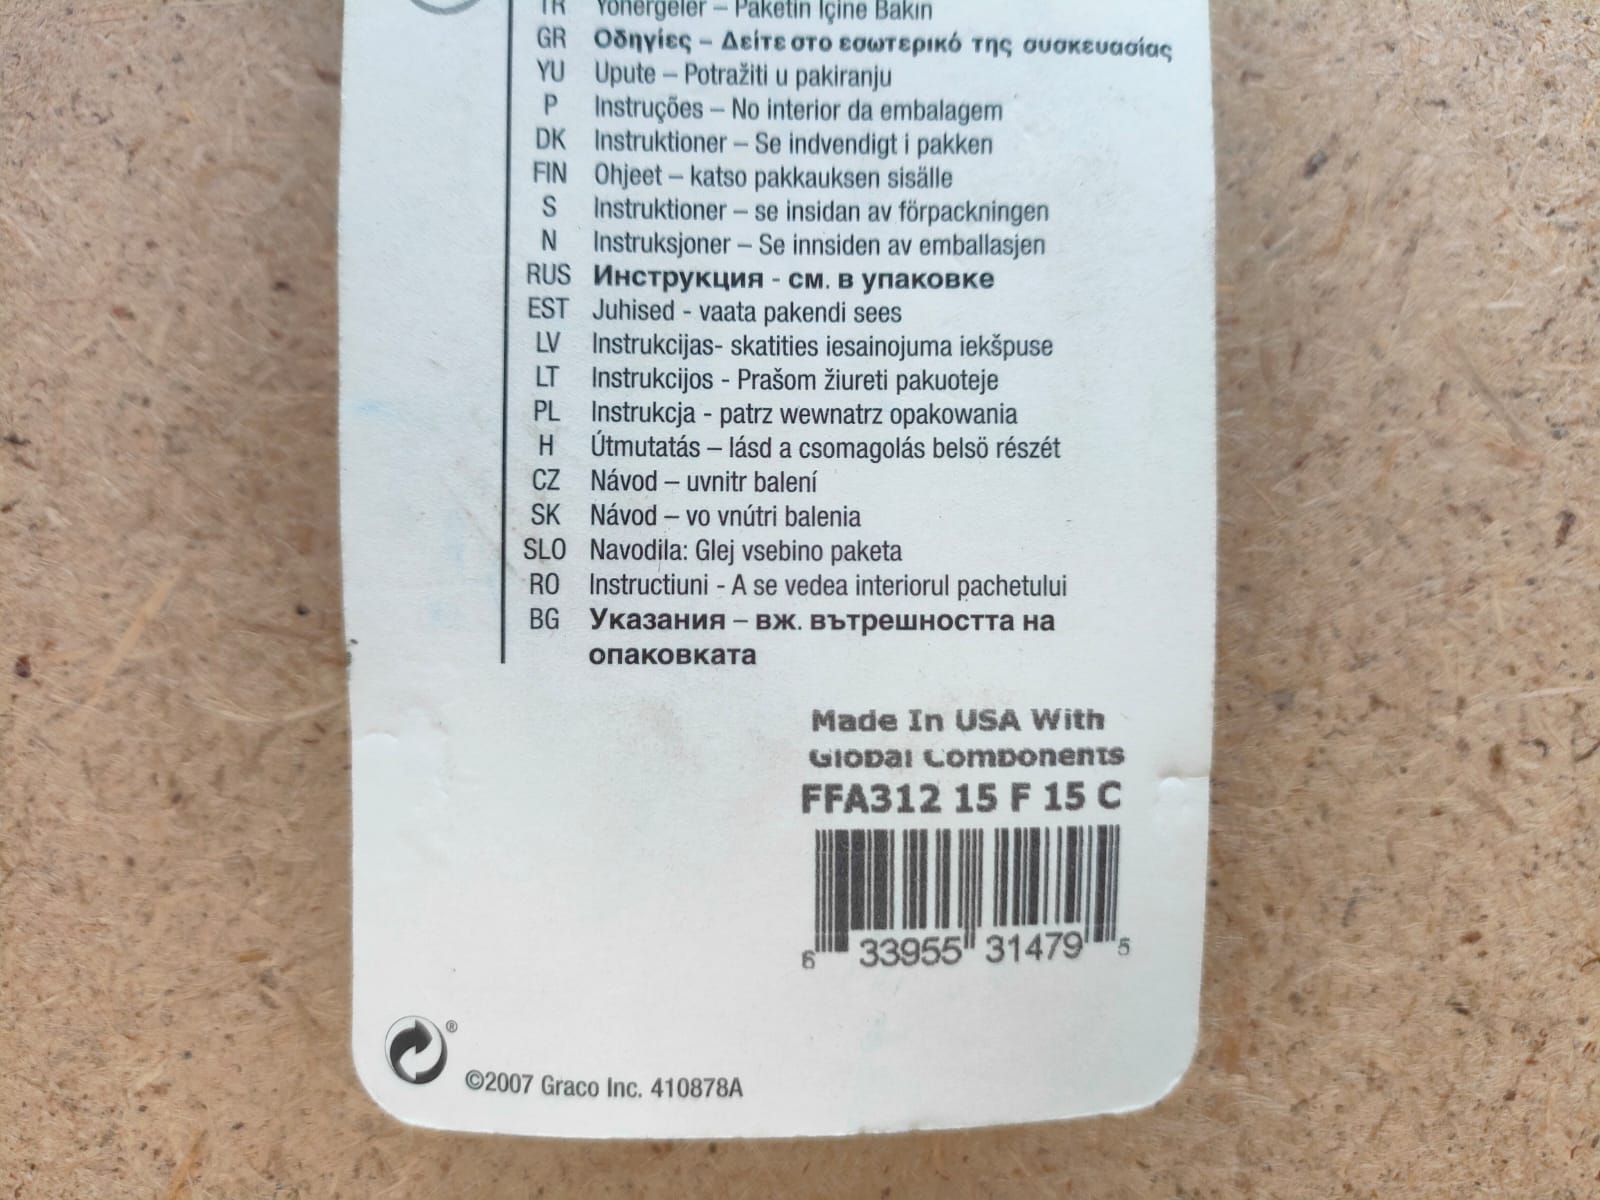 TR Yönergeler – Paketin İçine Bakın
GR Οδηγίες – Δείτε στο εσωτερικό της συσκευασίας
YU Upute – Potražiti u pakiranju
P Instruções – No interior da embalagem
DK Instruktioner – Se indvendigt i pakken
FIN Ohjeet – katso pakkauksen sisälle
S Instruktioner – se insidan av förpackningen
N Instruksjoner – Se innsiden av emballasjen
RUS Инструкция - см. в упаковке
EST Juhised - vaata pakendi sees
LV Instrukcijas- skatities iesainojuma iekšpuse
LT Instrukcijos - Prašom žiureti pakuoteje
PL Instrukcja - patrz wewnatrz opakowania
H Útmutatás – lásd a csomagolás belsö részét
CZ Návod – uvnitr balení
SK Návod – vo vnútri balenia
SLO Navodila: Glej vsebino paketa
RO Instructiuni - A se vedea interiorul pachetului
BG Указания – вж. вътрешността на
опаковката
Made In USA With
Global Components
FFA312 15 F 15 C
6 33955 31479 5
®
©2007 Graco Inc. 410878A